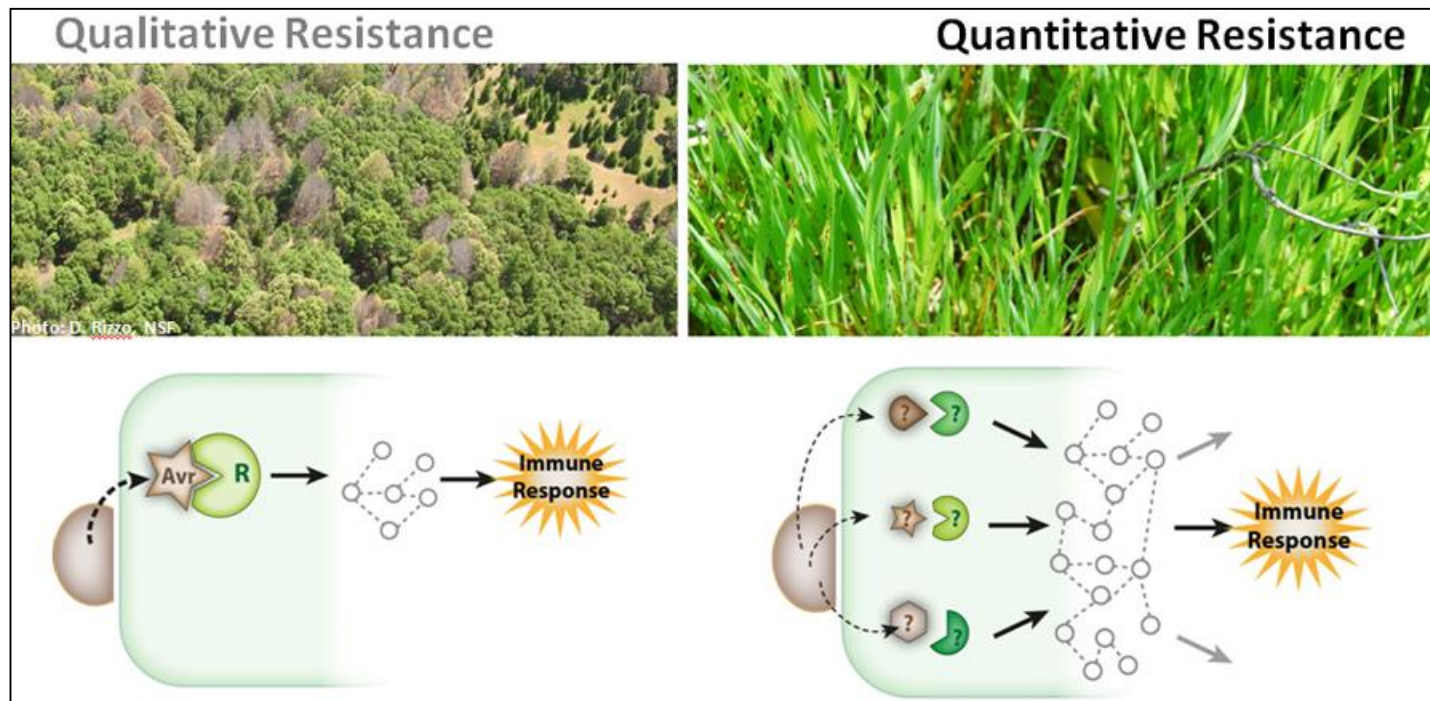 Qualitative Resistance
Quantitative Resistance
Photo: D. Rizzo, NSF
Avr
R
Immune
Response
?
?
?
?
?
?
Immune
Response